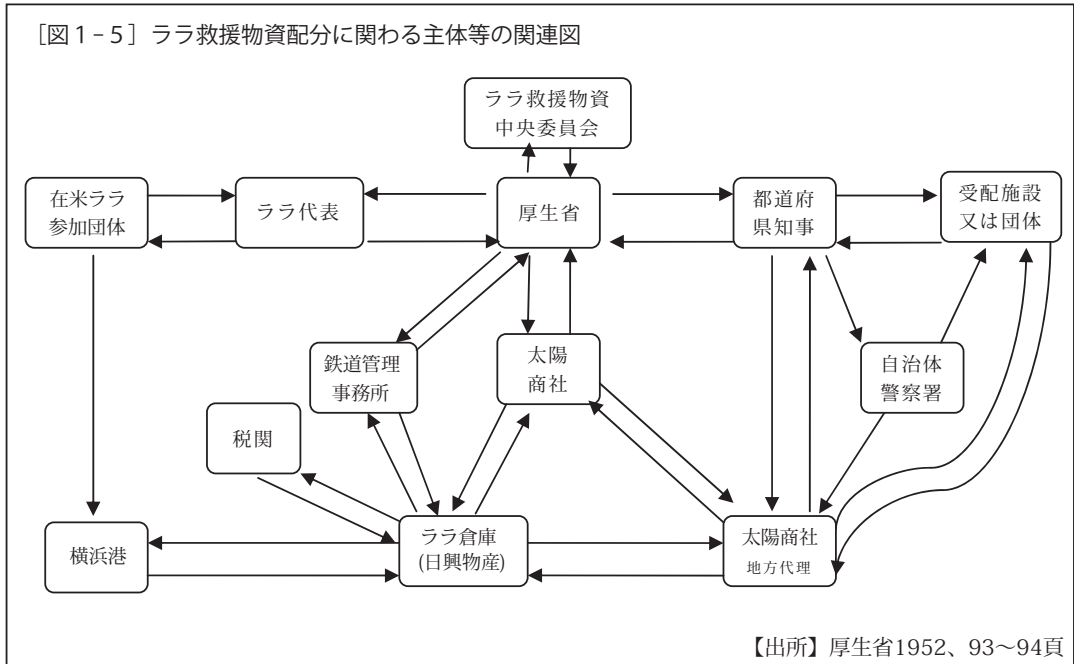 ［図１-５］ララ救援物資配分に関わる主体等の関連図
ララ救援物資
中央委員会
在米ララ
参加団体
ララ代表
厚生省
都道府
県知事
受配施設
又は団体
鉄道管理
事務所
太陽
商社
自治体
警察署
税関
横浜港
ララ倉庫
(日興物産)
太陽商社
地方代理
【出所】厚生省1952、93～94頁